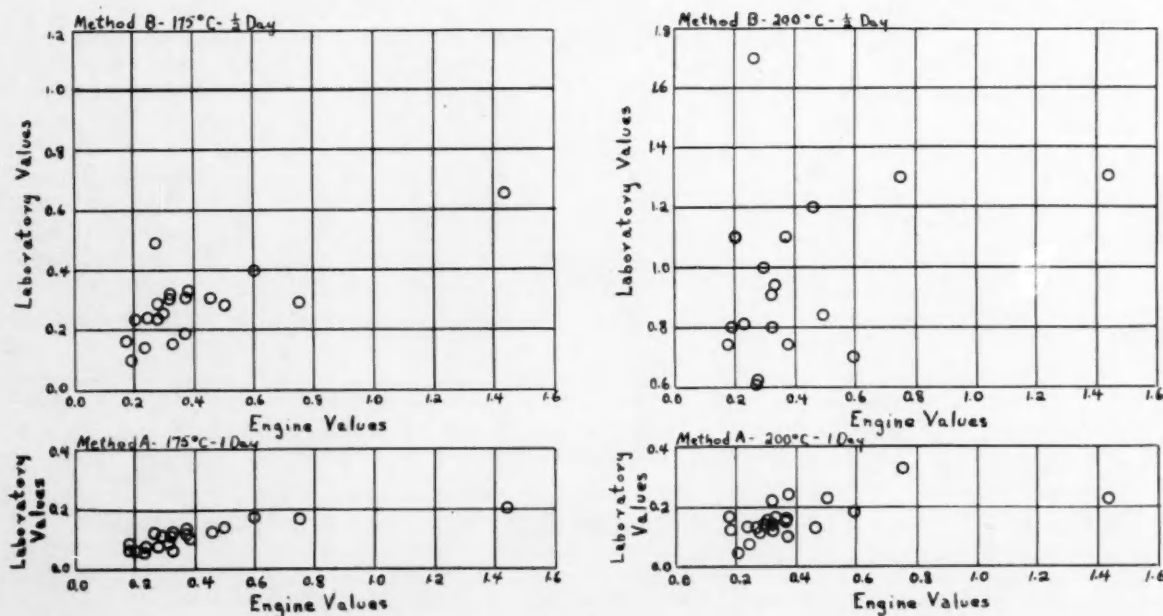 Method B - 175°C - ½ Day
1.2
1.0
0.8
0.6
0.4
0.2
0.0
Laboratory Values
0.0 0.2 0.4 0.6 0.8 1.0 1.2 1.4 1.6
Engine Values
Method B - 200°C - ½ Day
1.8
1.6
1.4
1.2
1.0
0.8
0.6
Laboratory Values
0.0 0.2 0.4 0.6 0.8 1.0 1.2 1.4 1.6
Engine Values
Method A - 175°C - 1 Day
0.4
0.2
0.0
Laboratory
Values
0.0 0.2 0.4 0.6 0.8 1.0 1.2 1.4 1.6
Engine Values
Method A - 200°C - 1 Day
0.4
0.2
0.0
Laboratory
Values
0.0 0.2 0.4 0.6 0.8 1.0 1.2 1.4 1.6
Engine Values